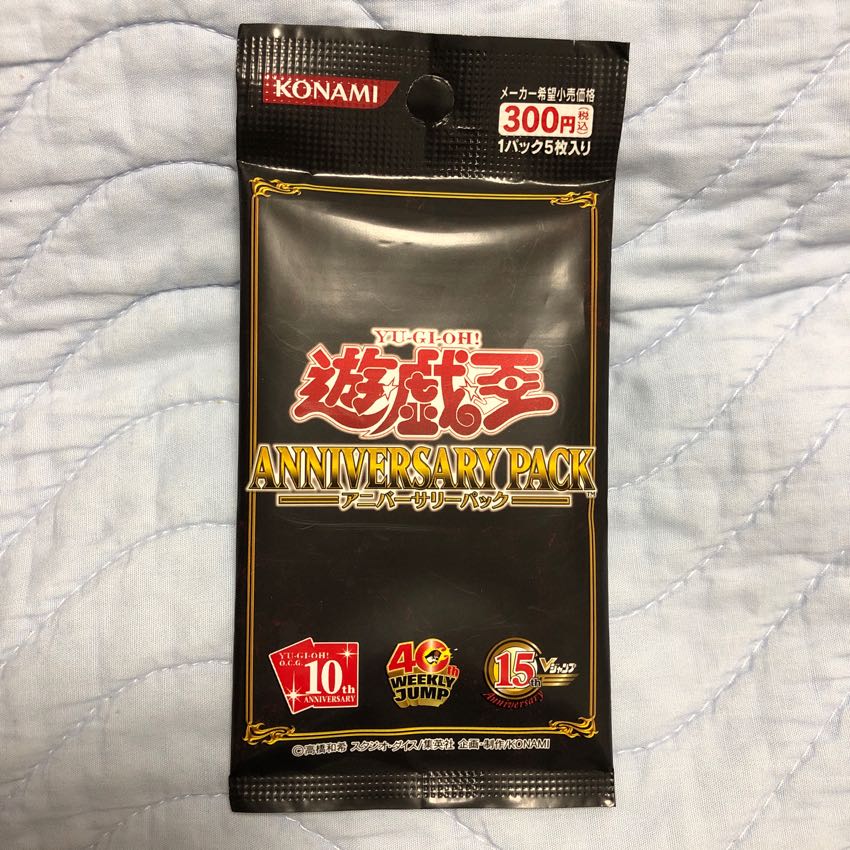 KONAMI
メーカー希望小売価格
300円(税込)
1パック5枚入り
YU-GI-OH!
遊☆戯☆王
ANNIVERSARY PACK™
アニバーサリーパック
YU-GI-OH!
O.C.G. 10th
ANNIVERSARY
40th
WEEKLY
JUMP
15th Vジャンプ
Anniversary
©高橋和希 スタジオ・ダイス/集英社 企画・制作/KONAMI